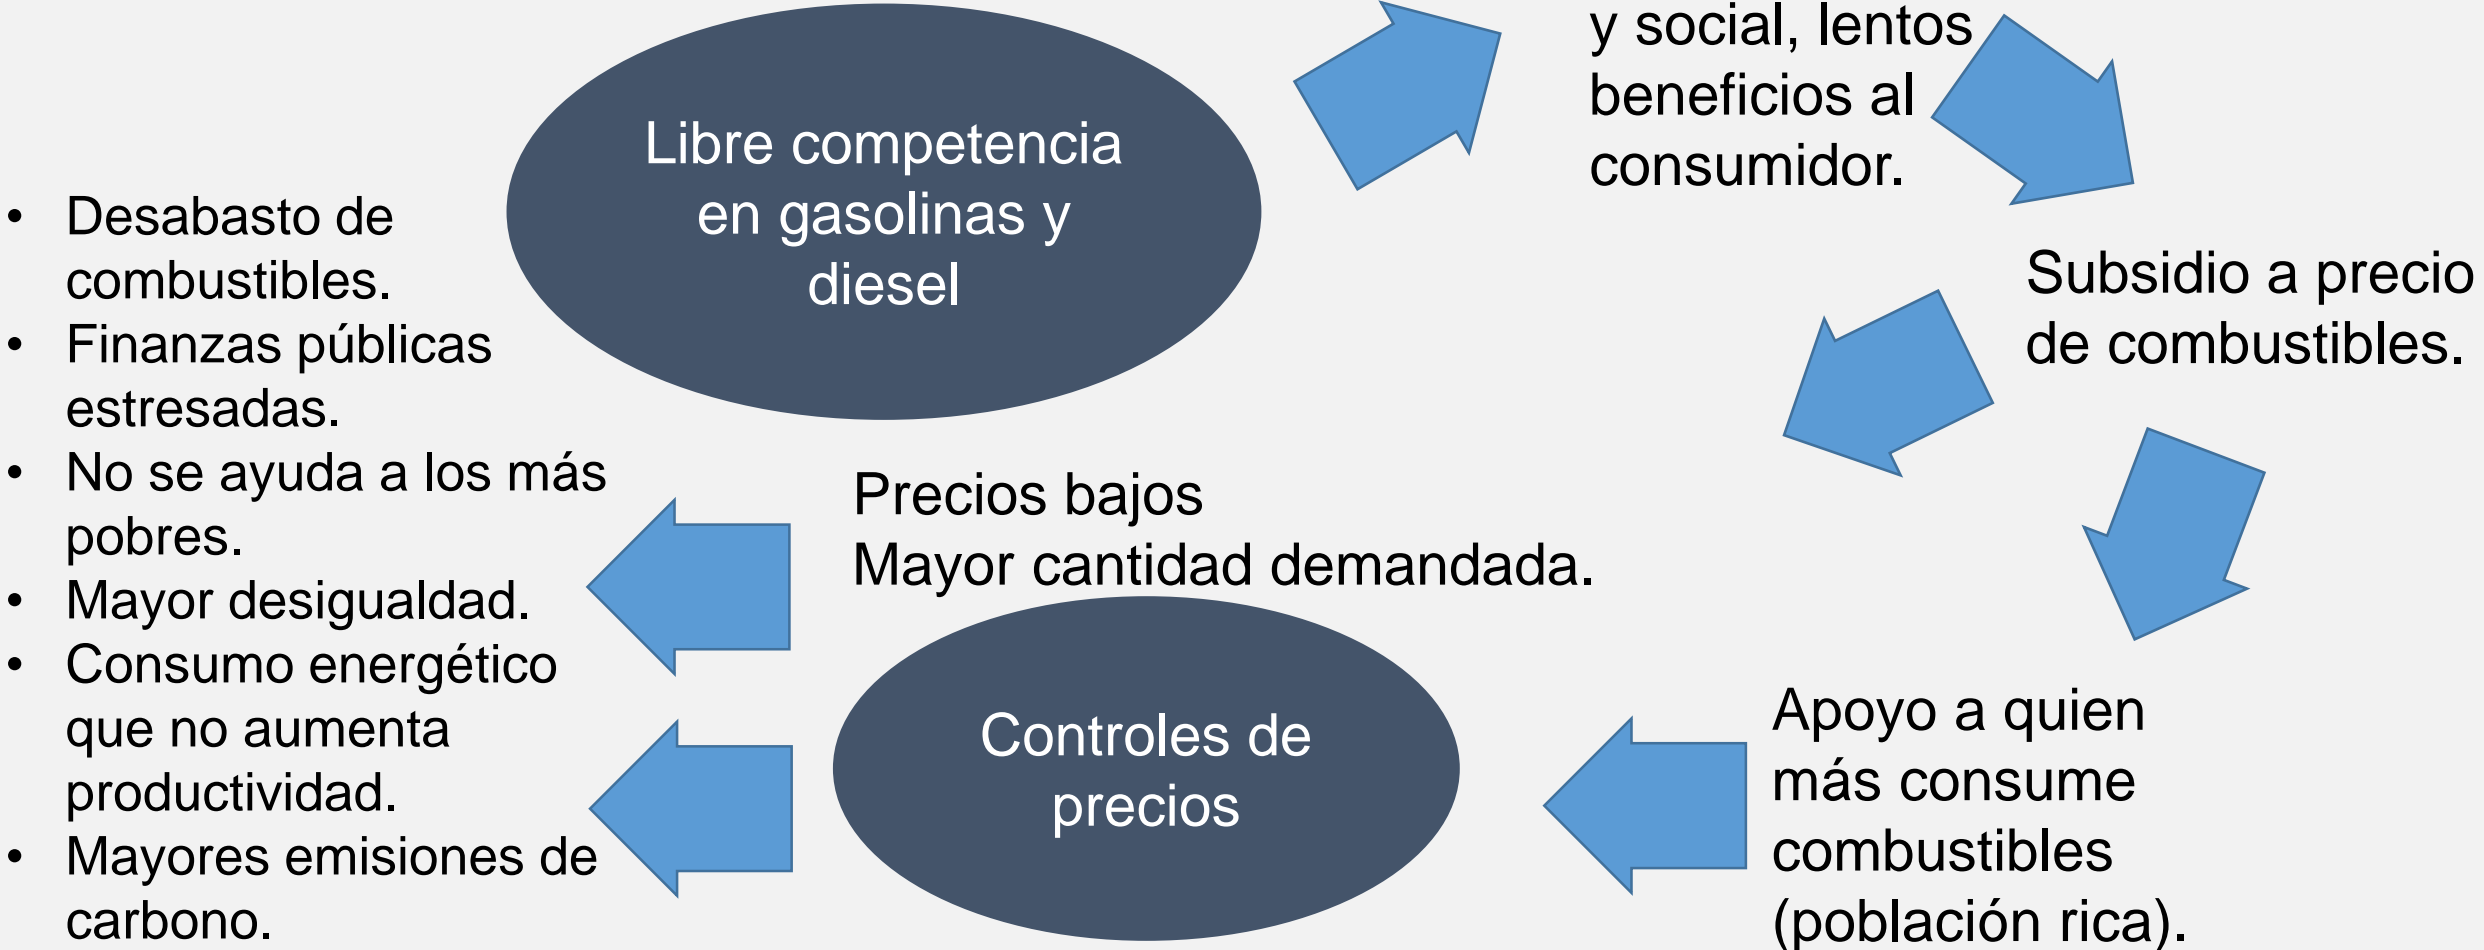 Libre competencia
en gasolinas y
diesel
y social, lentos
beneficios al
consumidor.
Subsidio a precio
de combustibles.
Precios bajos
Mayor cantidad demandada.
Apoyo a quien
más consume
combustibles
(población rica).
Controles de
precios
• Desabasto de
combustibles.
• Finanzas públicas
estresadas.
• No se ayuda a los más
pobres.
• Mayor desigualdad.
• Consumo energético
que no aumenta
productividad.
• Mayores emisiones de
carbono.